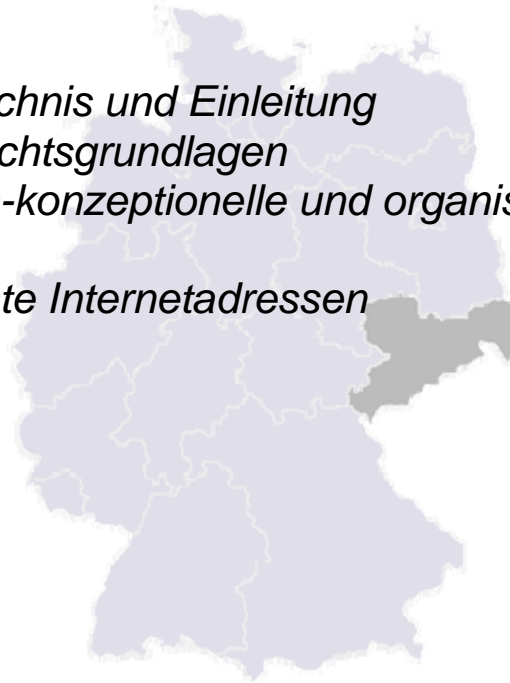 chnis und Einleitung
chtsgrundlagen
-konzeptionelle und organis
te Internetadressen